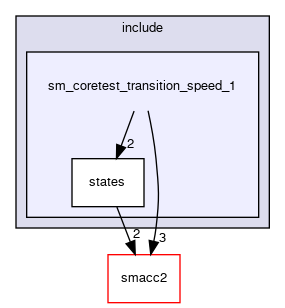 include
sm_coretest_transition_speed_1
2
states
2
3
smacc2